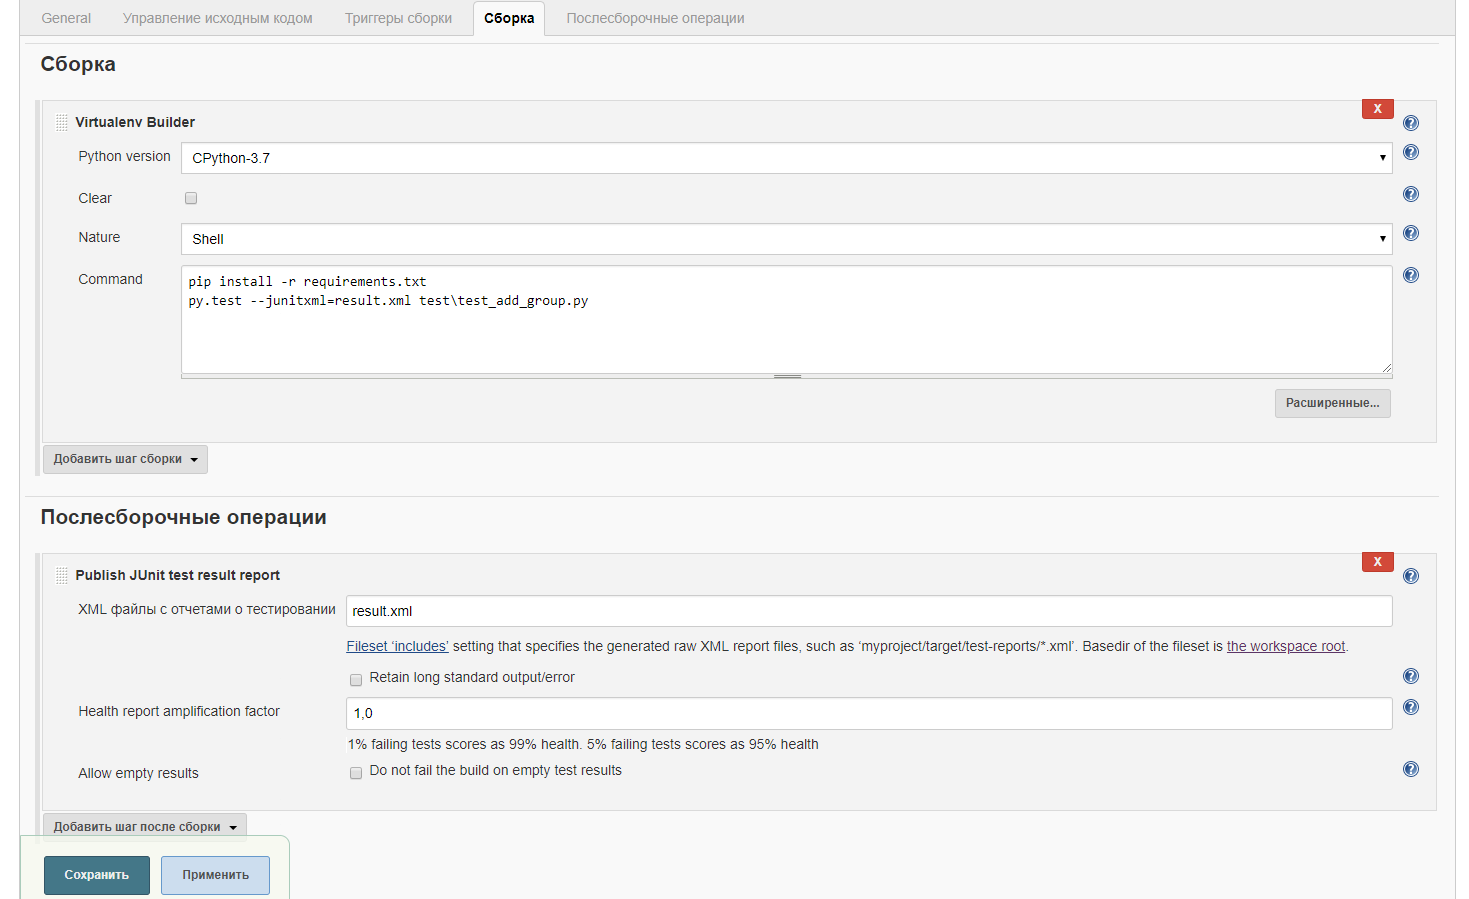 General Управление исходным кодом Триггеры сборки Сборка Послесборочные операции
Сборка
X
Virtualenv Builder
Python version CPython-3.7
Clear
Nature Shell
Command pip install -r requirements.txt
py.test --junitxml=result.xml test\test_add_group.py
Расширенные...
Добавить шаг сборки
Послесборочные операции
X
Publish JUnit test result report
XML файлы с отчетами о тестировании result.xml
Fileset ‘includes’ setting that specifies the generated raw XML report files, such as ‘myproject/target/test-reports/*.xml’. Basedir of the fileset is the workspace root.
Retain long standard output/error
Health report amplification factor 1,0
1% failing tests scores as 99% health. 5% failing tests scores as 95% health
Allow empty results Do not fail the build on empty test results
Добавить шаг после сборки
Сохранить Применить